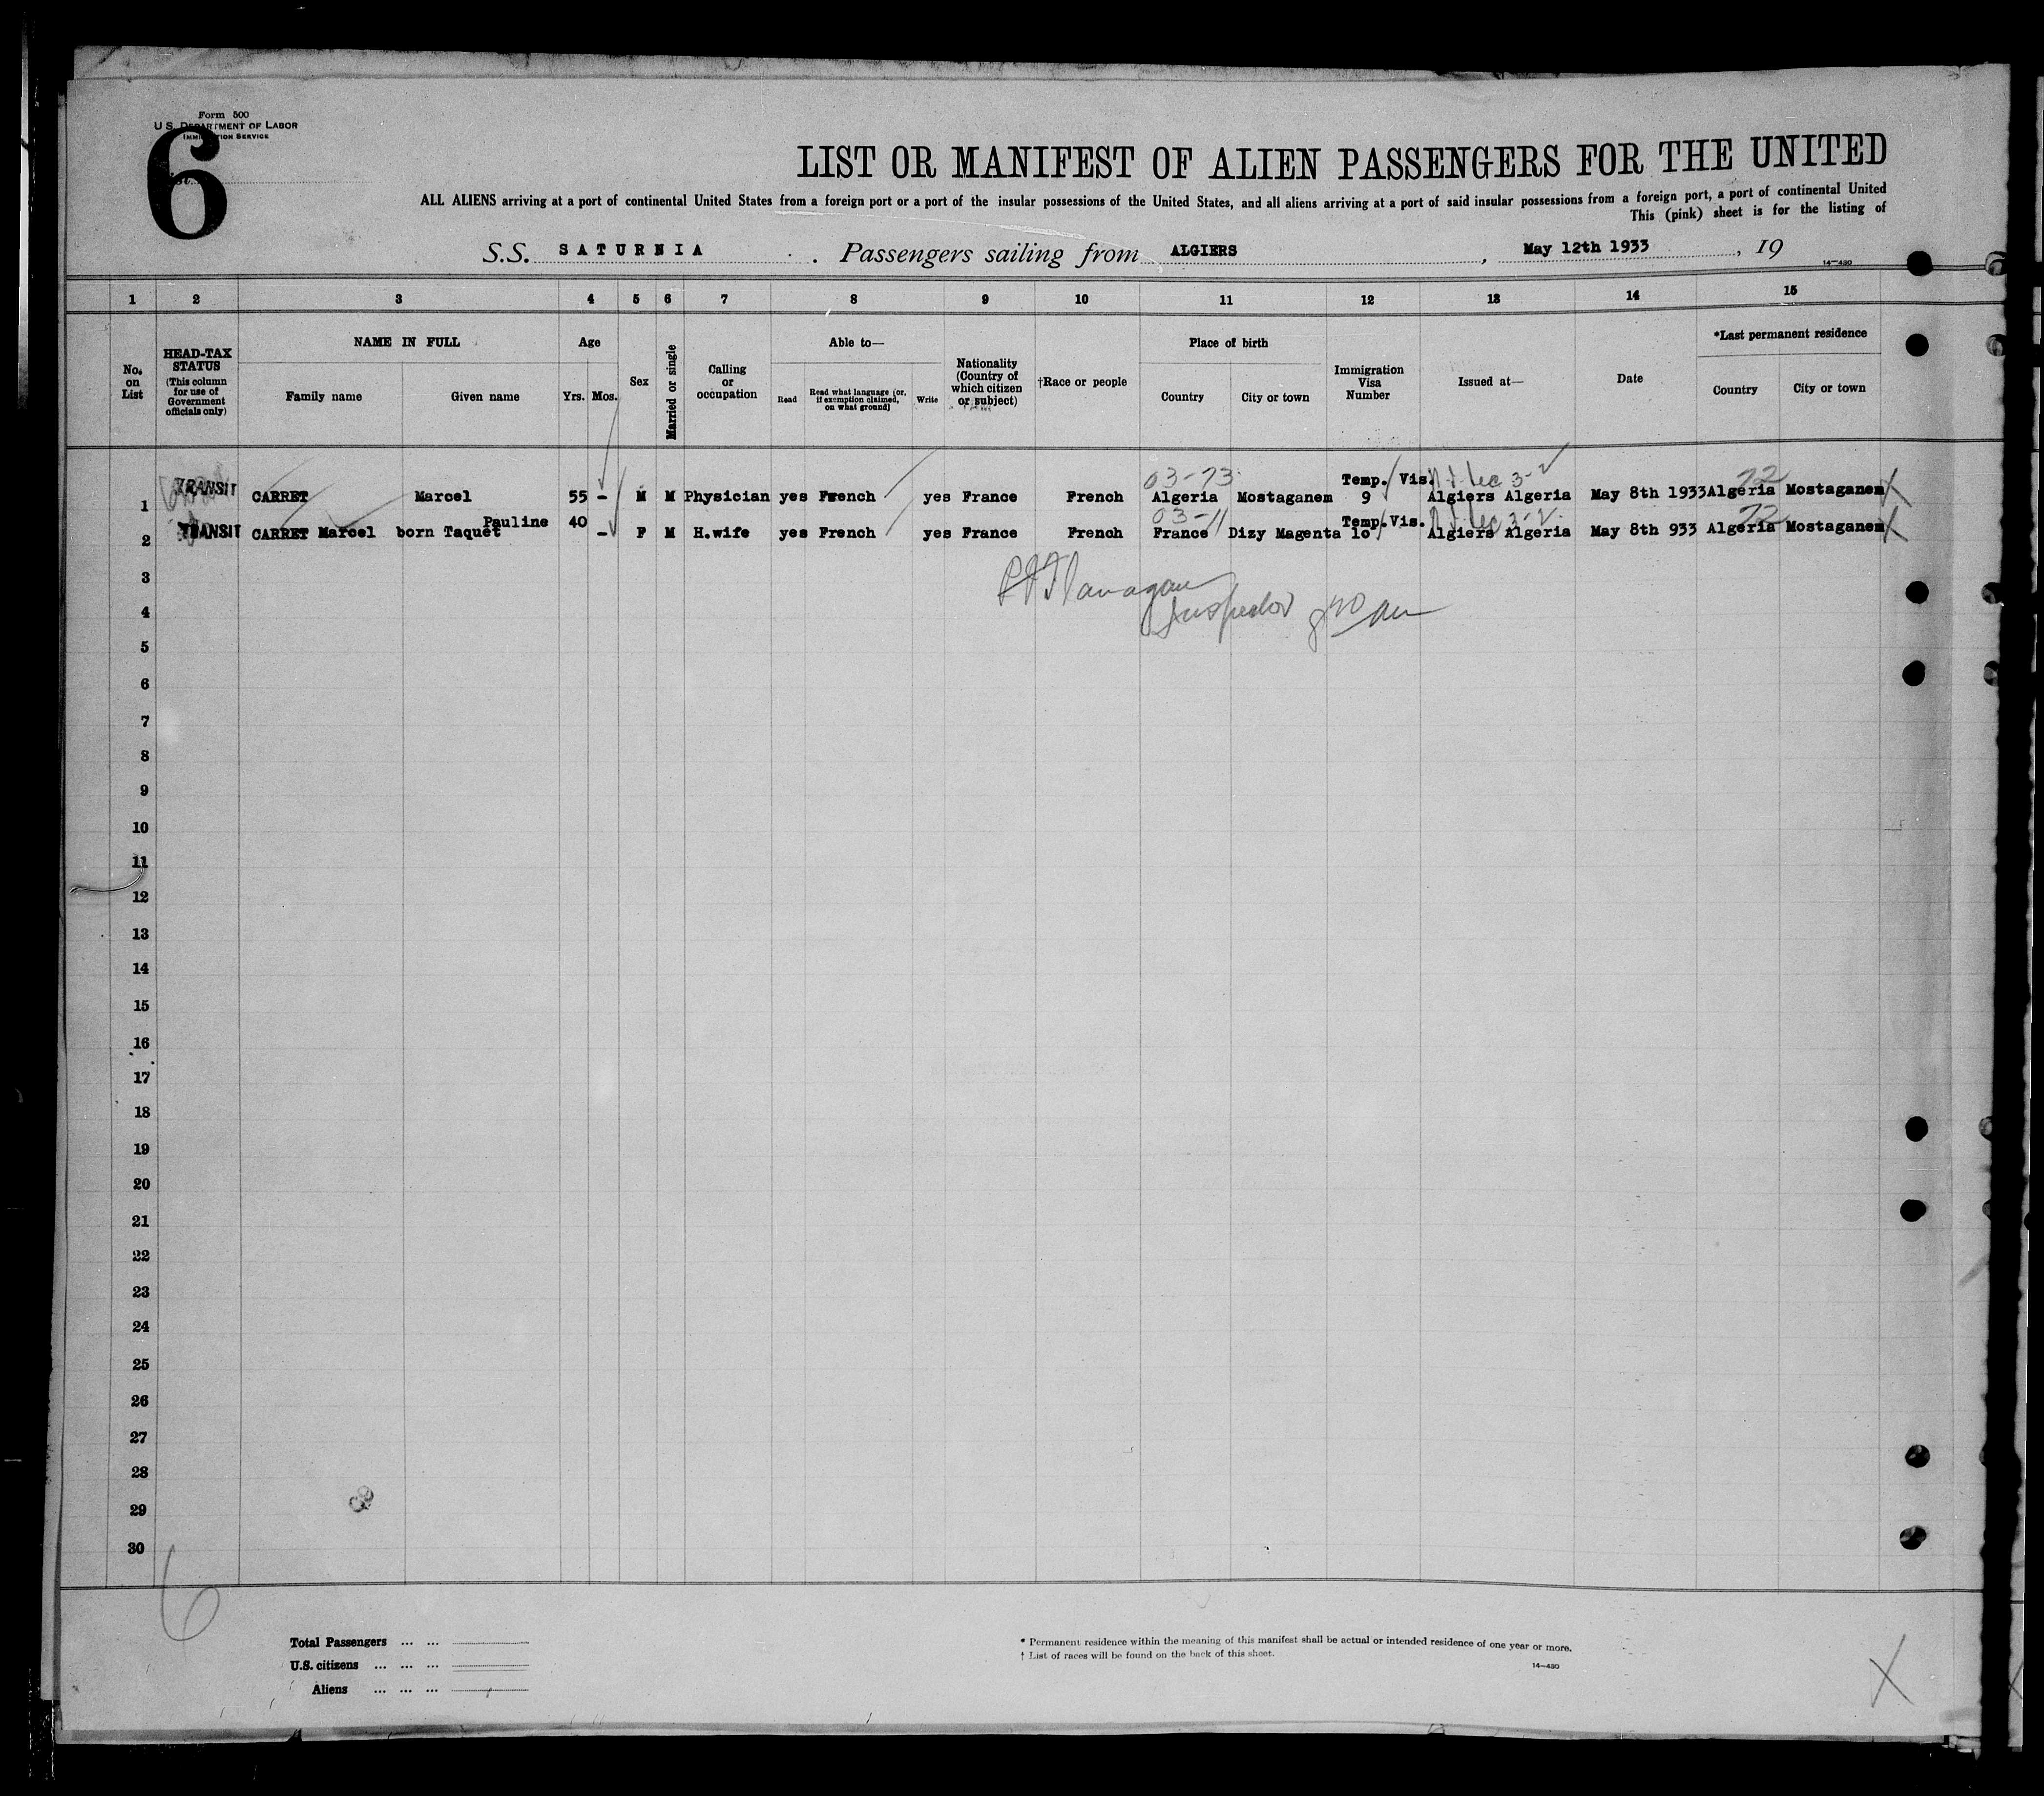 Form 500
U S. DEPARTMENT OF LABOR
IMMIGRATION SERVICE
6
LIST OR MANIFEST OF ALIEN PASSENGERS FOR THE UNITED
ALL ALIENS arriving at a port of continental United States from a foreign port or a port of the insular possessions of the United States, and all aliens arriving at a port of said insular possessions from a foreign port, a port of continental United
This (pink) sheet is for the listing of
S.S. SATURNIA . Passengers sailing from ALGIERS , May 12th 1933 , 19
14—430
1 2 3 4 5 6 7 8 9 10 11 12 13 14 15
No. on List
HEAD-TAX STATUS (This column for use of Government officials only)
NAME IN FULL
Family name Given name
Age
Yrs. Mos.
Sex
Married or single
Calling or occupation
Able to—
Read
Read what language (or, if exemption claimed, on what ground)
Write
Nationality (Country of which citizen or subject)
†Race or people
Place of birth
Country City or town
Immigration Visa Number
Issued at—
Date
*Last permanent residence
Country City or town
03-73 72
1 TRANSIT CARRET Marcel 55 - M M Physician yes French yes France French Algeria Mostaganem Temp. Vis. 9 Algiers Algeria May 8th 1933 Algeria Mostaganem
03-11 72
2 TRANSIT CARRET Marcel born Taquet Pauline 40 - F M H.wife yes French yes France French France Dizy Magenta Temp.Vis. 1o Algiers Algeria May 8th 933 Algeria Mostaganem
Flanagan
Inspector 8 40 am
3
4
5
6
7
8
9
10
11
12
13
14
15
16
17
18
19
20
21
22
23
24
25
26
27
28
29
30
6
Total Passengers ... ...
U.S. citizens ... ... ...
Aliens ... ... ...
* Permanent residence within the meaning of this manifest shall be actual or intended residence of one year or more.
† List of races will be found on the back of this sheet.
14—430
X